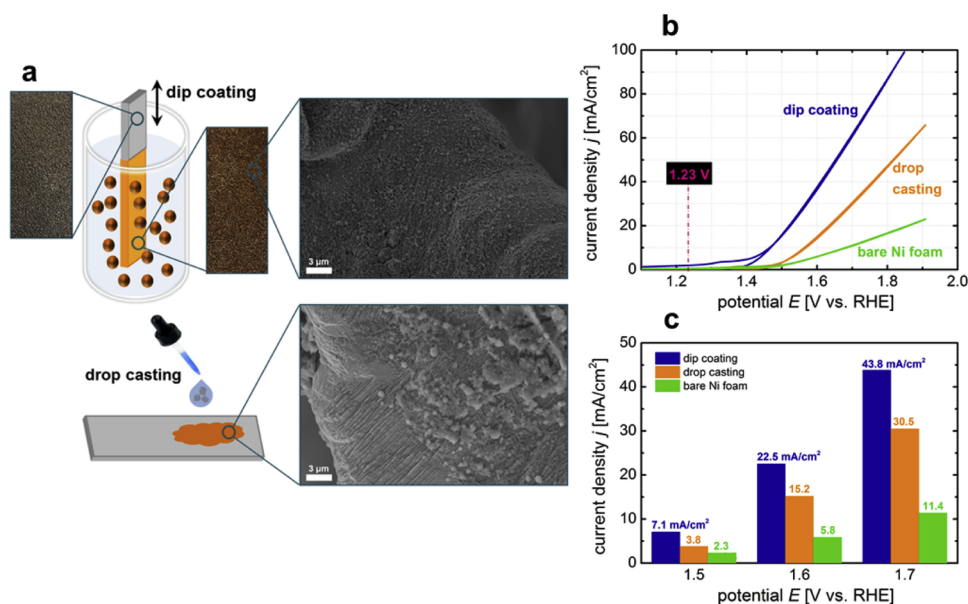 a
dip coating
3 µm
drop casting
3 µm
b
100
80
60
40
20
0
current density j [mA/cm²]
1.23 V
dip coating
drop
casting
bare Ni foam
1.2 1.4 1.6 1.8 2.0
potential E [V vs. RHE]
c
50
45
40
30
20
10
5
0
current density j [mA/cm²]
dip coating
drop casting
bare Ni foam
7.1 mA/cm²
3.8
2.3
22.5 mA/cm²
15.2
5.8
43.8 mA/cm²
30.5
11.4
1.5 1.6 1.7
potential E [V vs. RHE]